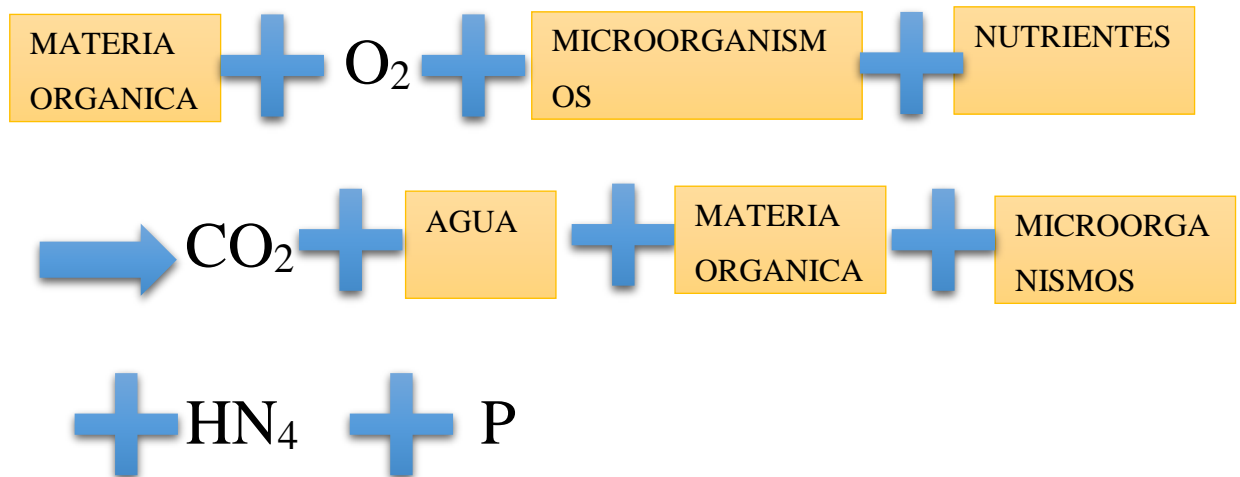 MATERIA
ORGANICA
O₂
MICROORGANISM
OS
NUTRIENTES
CO₂
AGUA
MATERIA
ORGANICA
MICROORGA
NISMOS
HN₄
P